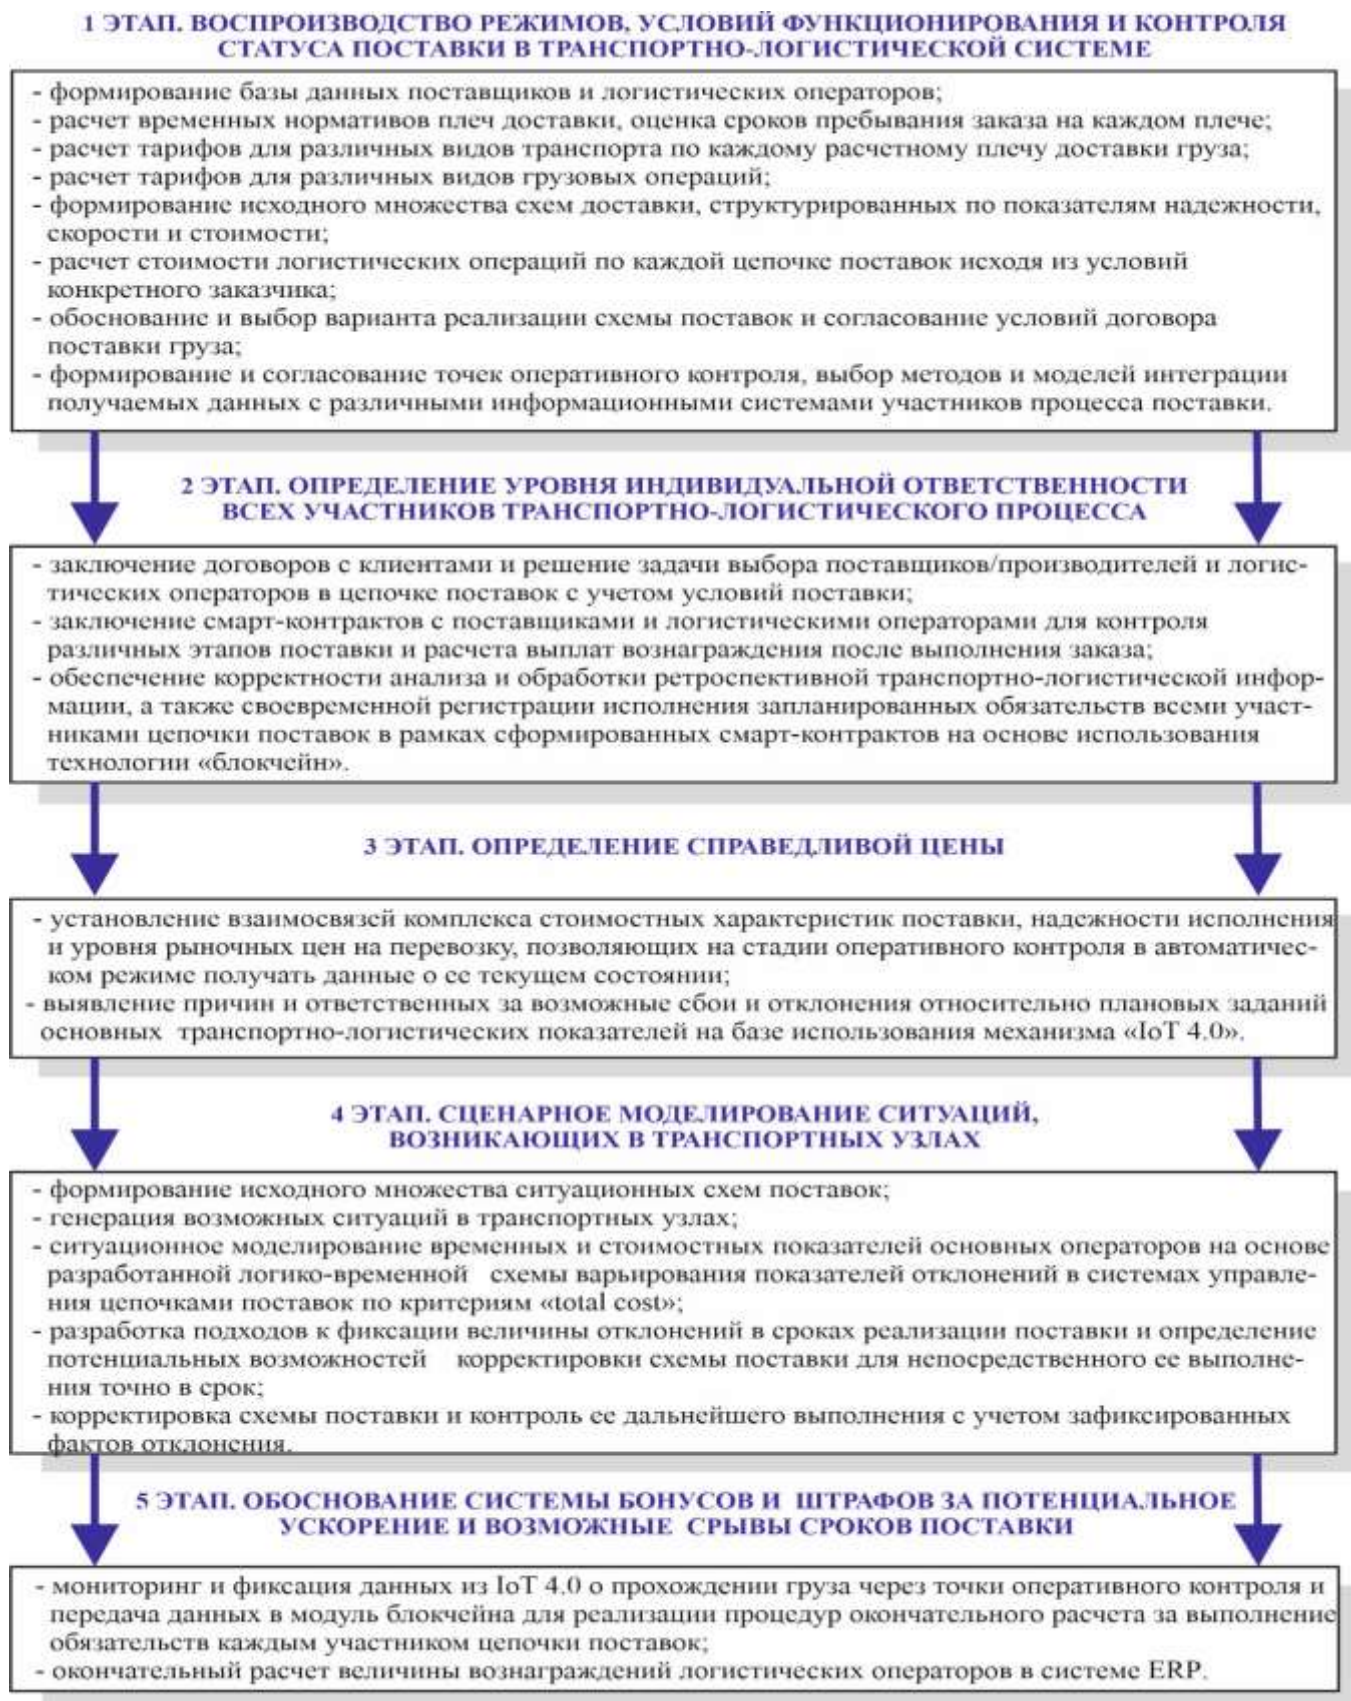 1 ЭТАП. ВОСПРОИЗВОДСТВО РЕЖИМОВ, УСЛОВИЙ ФУНКЦИОНИРОВАНИЯ И КОНТРОЛЯ
СТАТУСА ПОСТАВКИ В ТРАНСПОРТНО-ЛОГИСТИЧЕСКОЙ СИСТЕМЕ
- формирование базы данных поставщиков и логистических операторов;
- расчет временных нормативов плеч доставки, оценка сроков пребывания заказа на каждом плече;
- расчет тарифов для различных видов транспорта по каждому расчетному плечу доставки груза;
- расчет тарифов для различных видов грузовых операций;
- формирование исходного множества схем доставки, структурированных по показателям надежности,
скорости и стоимости;
- расчет стоимости логистических операций по каждой цепочке поставок исходя из условий
конкретного заказчика;
- обоснование и выбор варианта реализации схемы поставок и согласование условий договора
поставки груза;
- формирование и согласование точек оперативного контроля, выбор методов и моделей интеграции
получаемых данных с различными информационными системами участников процесса поставки.
2 ЭТАП. ОПРЕДЕЛЕНИЕ УРОВНЯ ИНДИВИДУАЛЬНОЙ ОТВЕТСТВЕННОСТИ
ВСЕХ УЧАСТНИКОВ ТРАНСПОРТНО-ЛОГИСТИЧЕСКОГО ПРОЦЕССА
- заключение договоров с клиентами и решение задачи выбора поставщиков/производителей и логис-
тических операторов в цепочке поставок с учетом условий поставки;
- заключение смарт-контрактов с поставщиками и логистическими операторами для контроля
различных этапов поставки и расчета выплат вознаграждения после выполнения заказа;
- обеспечение корректности анализа и обработки ретроспективной транспортно-логистической инфор-
мации, а также своевременной регистрации исполнения запланированных обязательств всеми участ-
никами цепочки поставок в рамках сформированных смарт-контрактов на основе использования
технологии «блокчейн».
3 ЭТАП. ОПРЕДЕЛЕНИЕ СПРАВЕДЛИВОЙ ЦЕНЫ
- установление взаимосвязей комплекса стоимостных характеристик поставки, надежности исполнения
и уровня рыночных цен на перевозку, позволяющих на стадии оперативного контроля в автоматичес-
ком режиме получать данные о ее текущем состоянии;
- выявление причин и ответственных за возможные сбои и отклонения относительно плановых заданий
основных транспортно-логистических показателей на базе использования механизма «IoT 4.0».
4 ЭТАП. СЦЕНАРНОЕ МОДЕЛИРОВАНИЕ СИТУАЦИЙ,
ВОЗНИКАЮЩИХ В ТРАНСПОРТНЫХ УЗЛАХ
- формирование исходного множества ситуационных схем поставок;
- генерация возможных ситуаций в транспортных узлах;
- ситуационное моделирование временных и стоимостных показателей основных операторов на основе
разработанной логико-временной схемы варьирования показателей отклонений в системах управле-
ния цепочками поставок по критериям «total cost»;
- разработка подходов к фиксации величины отклонений в сроках реализации поставки и определение
потенциальных возможностей корректировки схемы поставки для непосредственного ее выполне-
ния точно в срок;
- корректировка схемы поставки и контроль ее дальнейшего выполнения с учетом зафиксированных
фактов отклонения.
5 ЭТАП. ОБОСНОВАНИЕ СИСТЕМЫ БОНУСОВ И ШТРАФОВ ЗА ПОТЕНЦИАЛЬНОЕ
УСКОРЕНИЕ И ВОЗМОЖНЫЕ СРЫВЫ СРОКОВ ПОСТАВКИ
- мониторинг и фиксация данных из IoT 4.0 о прохождении груза через точки оперативного контроля и
передача данных в модуль блокчейна для реализации процедур окончательного расчета за выполнение
обязательств каждым участником цепочки поставок;
- окончательный расчет величины вознаграждений логистических операторов в системе ERP.